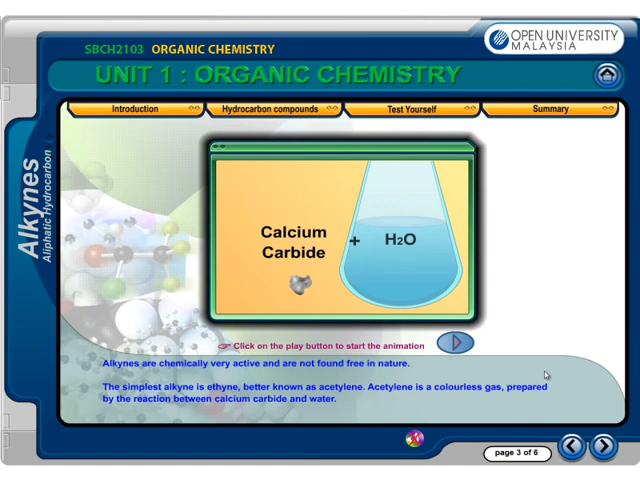 OPEN UNIVERSITY
MALAYSIA
SBCH2103 ORGANIC CHEMISTRY
UNIT 1 : ORGANIC CHEMISTRY
Introduction
Hydrocarbon compounds
Test Yourself
Summary
Alkynes
Aliphatic Hydrocarbon
Calcium
Carbide
+
H2O
Click on the play button to start the animation
Alkynes are chemically very active and are not found free in nature.
The simplest alkyne is ethyne, better known as acetylene. Acetylene is a colourless gas, prepared
by the reaction between calcium carbide and water.
page 3 of 6